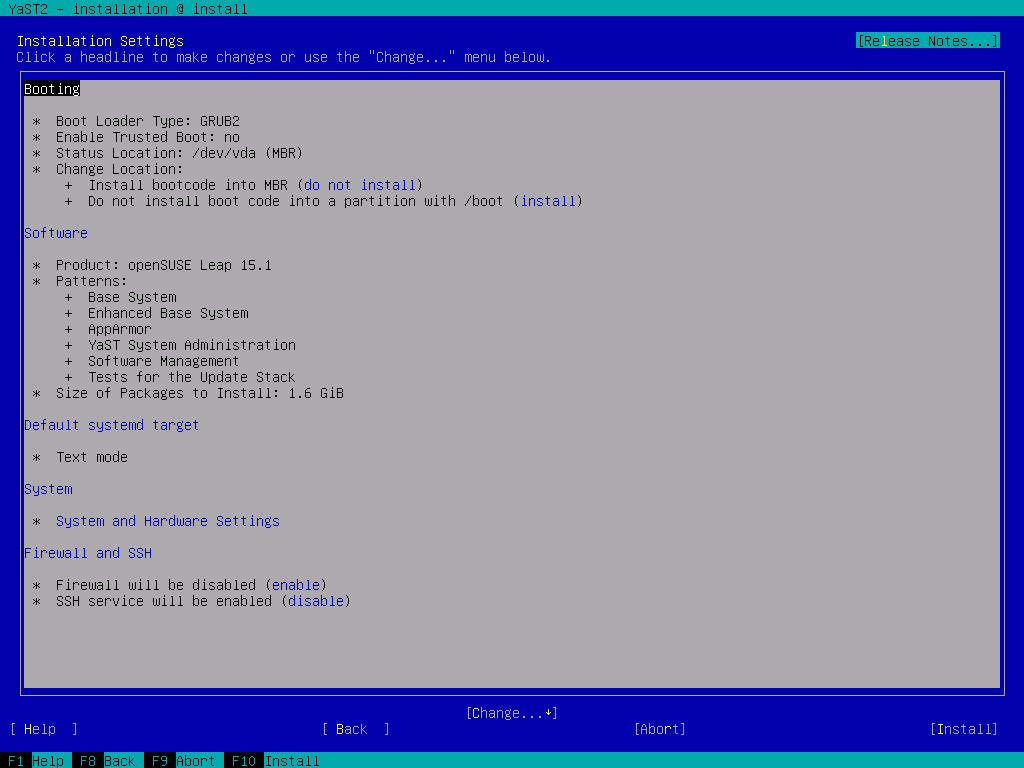 YaST2 - installation @ install
Installation Settings [Release Notes...]
Click a headline to make changes or use the "Change..." menu below.
Booting
* Boot Loader Type: GRUB2
* Enable Trusted Boot: no
* Status Location: /dev/vda (MBR)
* Change Location:
+ Install bootcode into MBR (do not install)
+ Do not install boot code into a partition with /boot (install)
Software
* Product: openSUSE Leap 15.1
* Patterns:
+ Base System
+ Enhanced Base System
+ AppArmor
+ YaST System Administration
+ Software Management
+ Tests for the Update Stack
* Size of Packages to Install: 1.6 GiB
Default systemd target
* Text mode
System
* System and Hardware Settings
Firewall and SSH
* Firewall will be disabled (enable)
* SSH service will be enabled (disable)
[Change...↓]
[ Help ] [ Back ] [Abort] [Install]
F1 Help F8 Back F9 Abort F10 Install